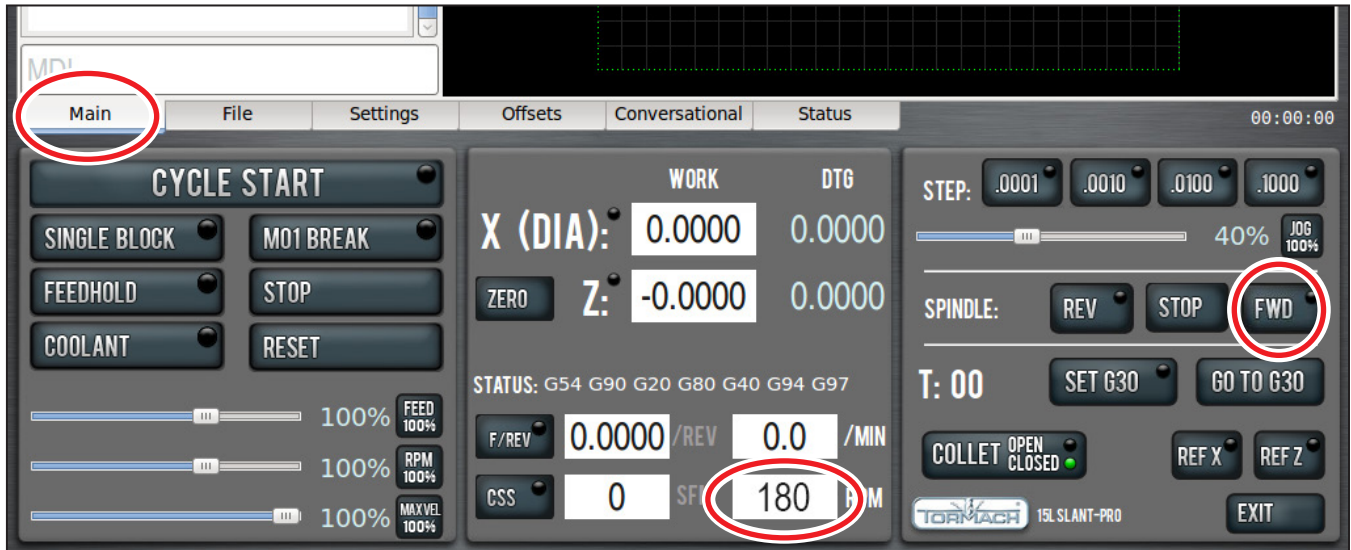 MDI
Main File Settings Offsets Conversational Status 00:00:00
CYCLE START
SINGLE BLOCK M01 BREAK
FEEDHOLD STOP
COOLANT RESET
100% FEED 100%
100% RPM 100%
100% MAXVEL 100%
WORK DTG
X (DIA): 0.0000 0.0000
ZERO Z: -0.0000 0.0000
STATUS: G54 G90 G20 G80 G40 G94 G97
F/REV 0.0000 /REV 0.0 /MIN
CSS 0 SFM 180 RPM
STEP: .0001 .0010 .0100 .1000
40% JOG 100%
SPINDLE: REV STOP FWD
T: 00 SET G30 GO TO G30
COLLET OPEN CLOSED REF X REF Z
TORMACH 15L SLANT-PRO EXIT